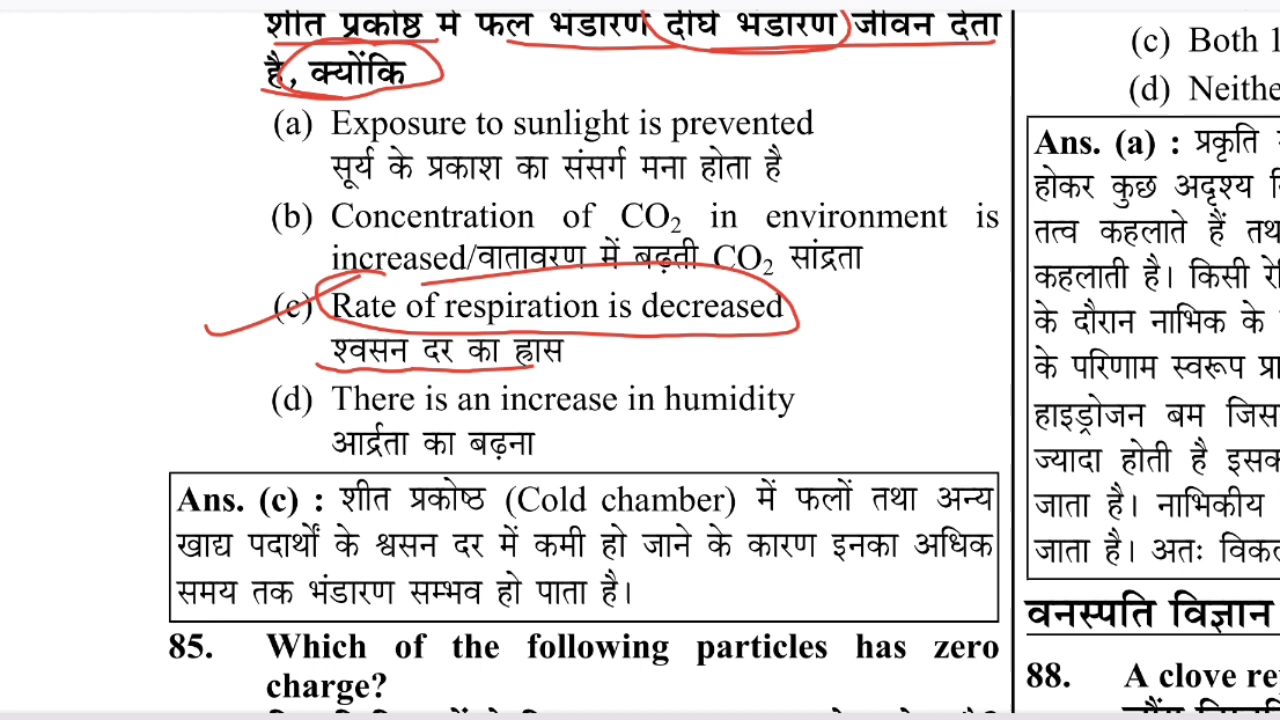 शीत प्रकोष्ठ में फल भंडारण दीर्घ भंडारण जीवन देता
है, क्योंकि
(a) Exposure to sunlight is prevented
सूर्य के प्रकाश का संसर्ग मना होता है
(b) Concentration of CO₂ in environment is
increased/वातावरण में बढ़ती CO₂ सांद्रता
(c) Rate of respiration is decreased
श्वसन दर का ह्रास
(d) There is an increase in humidity
आर्द्रता का बढ़ना
Ans. (c) : शीत प्रकोष्ठ (Cold chamber) में फलों तथा अन्य
खाद्य पदार्थों के श्वसन दर में कमी हो जाने के कारण इनका अधिक
समय तक भंडारण सम्भव हो पाता है।
85. Which of the following particles has zero
charge?
(c) Both 1
(d) Neithe
Ans. (a) : प्रकृति
होकर कुछ अदृश्य
तत्व कहलाते हैं तथ
कहलाती है। किसी रे
के दौरान नाभिक के
के परिणाम स्वरूप प्रा
हाइड्रोजन बम जिस
ज्यादा होती है इसक
जाता है। नाभिकीय
जाता है। अतः विक
वनस्पति विज्ञान
88. A clove re